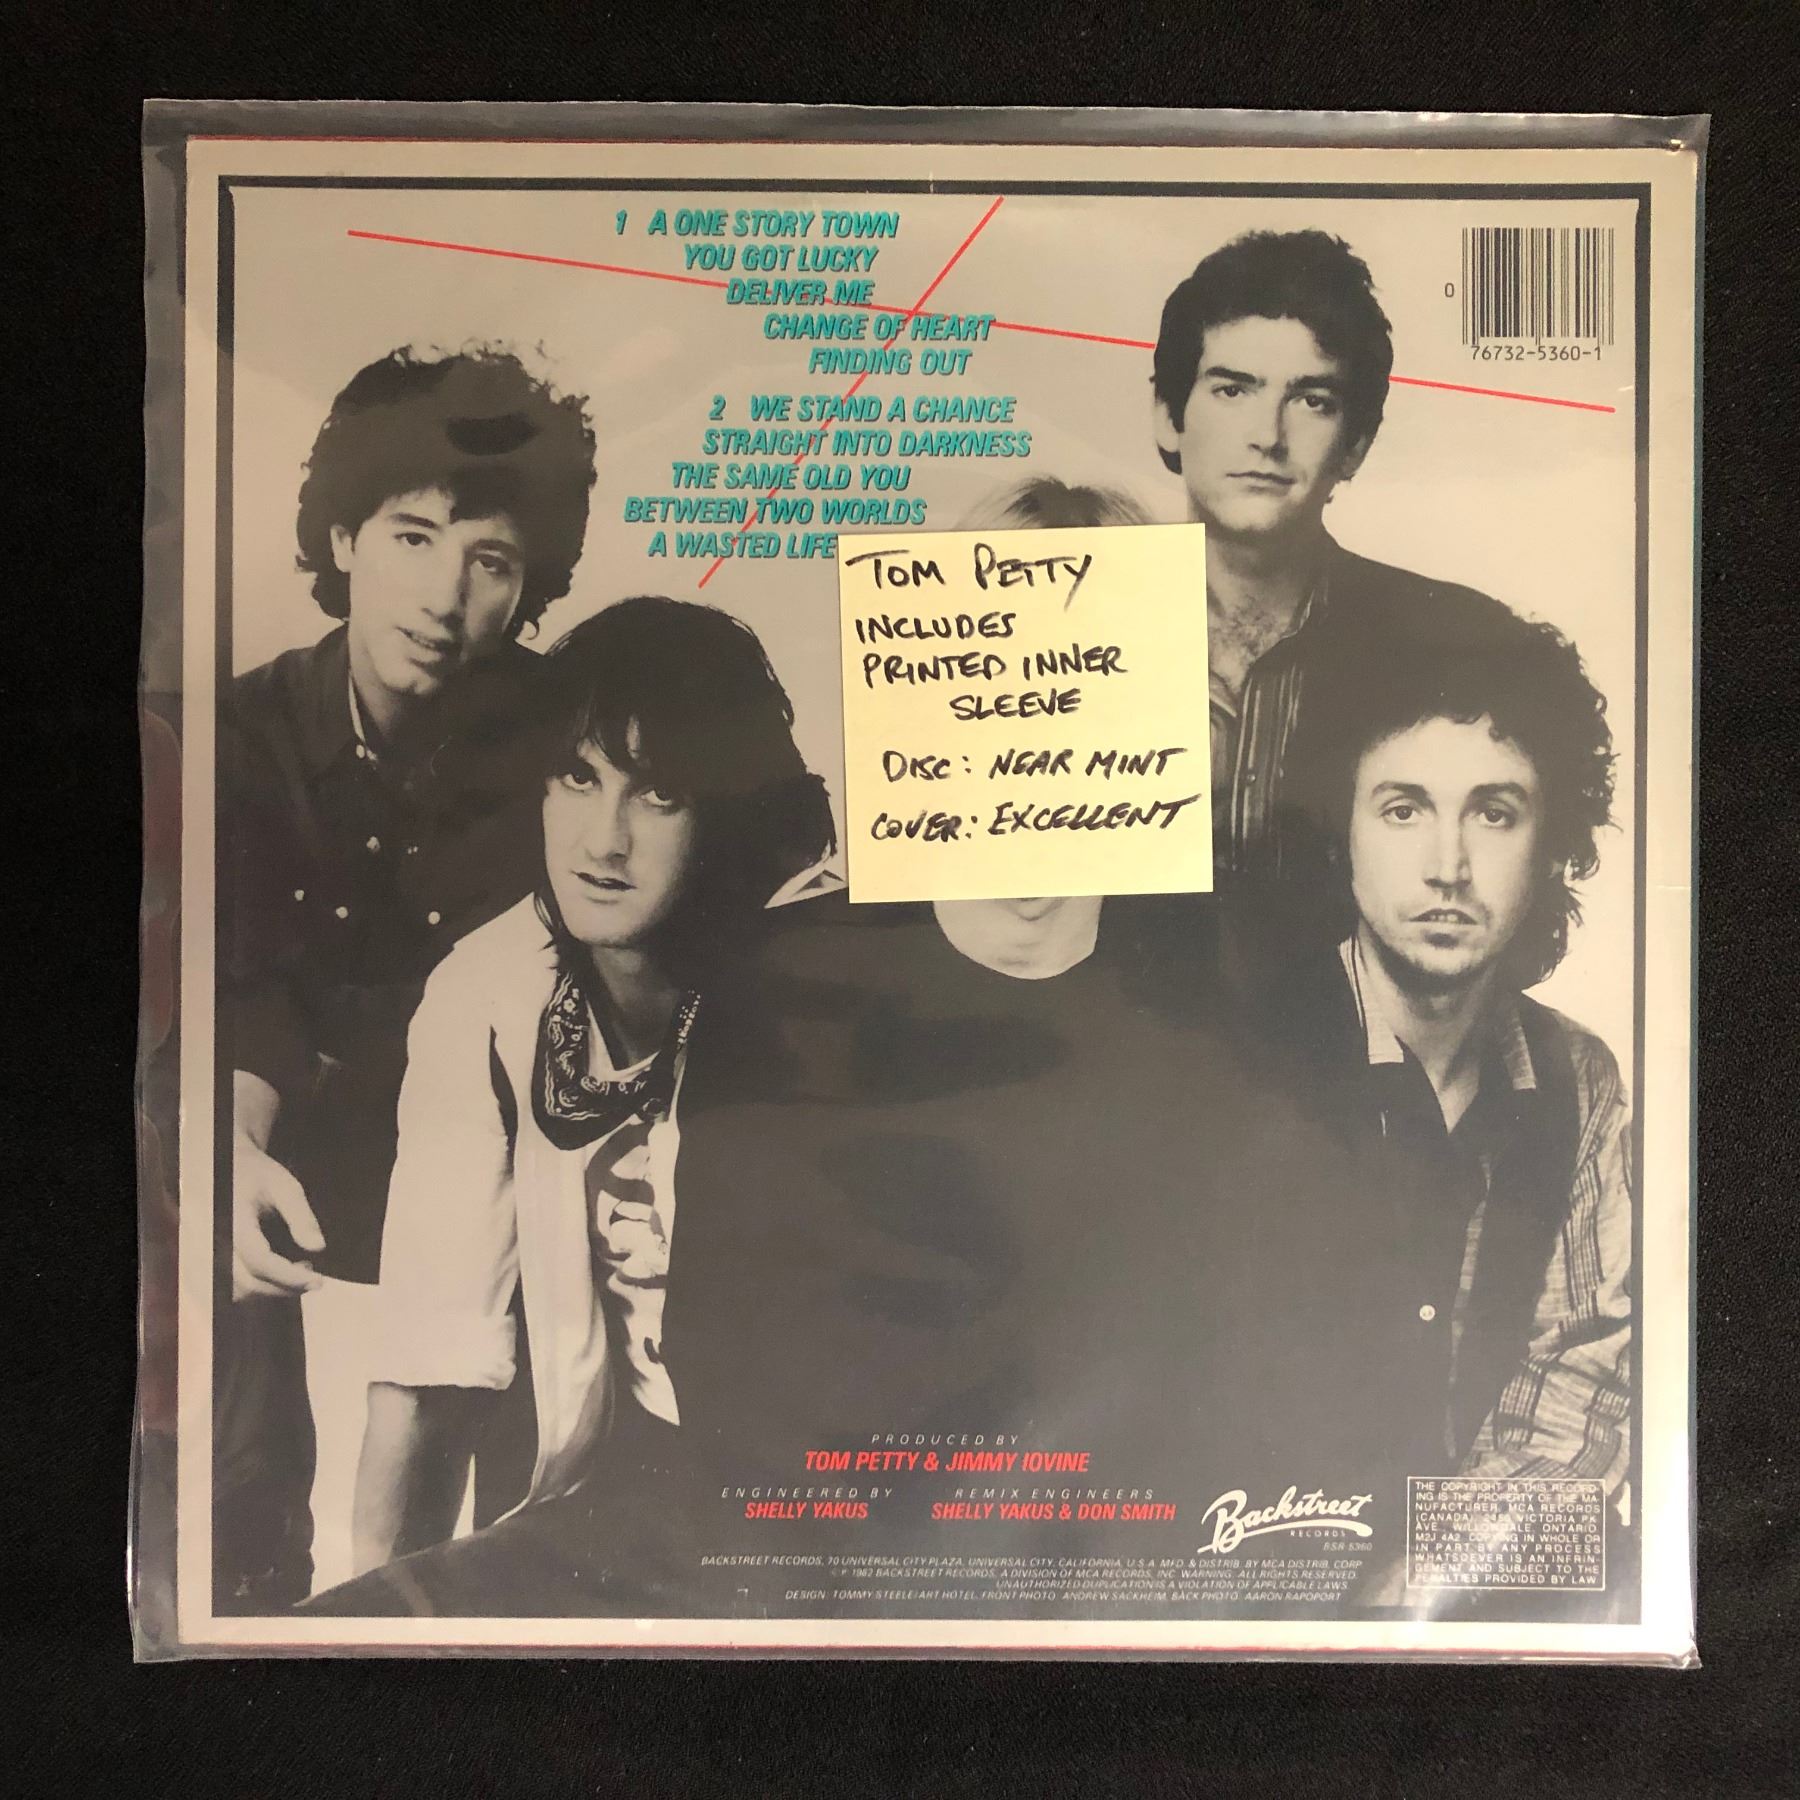 1 A ONE STORY TOWN
YOU GOT LUCKY
DELIVER ME
CHANGE OF HEART
FINDING OUT
2 WE STAND A CHANCE
STRAIGHT INTO DARKNESS
THE SAME OLD YOU
BETWEEN TWO WORLDS
A WASTED LIFE
0
76732-5360-1
TOM PETTY
INCLUDES
PRINTED INNER
SLEEVE
DISC: NEAR MINT
COVER: EXCELLENT
PRODUCED BY
TOM PETTY & JIMMY IOVINE
ENGINEERED BY
SHELLY YAKUS
REMIX ENGINEERS
SHELLY YAKUS & DON SMITH
Backstreet
RECORDS
BSR 5360
BACKSTREET RECORDS, 70 UNIVERSAL CITY PLAZA, UNIVERSAL CITY, CALIFORNIA, U.S.A. MFD. & DISTRIB. BY MCA DISTRIB. CORP.
© ℗ 1982 BACKSTREET RECORDS, A DIVISION OF MCA RECORDS, INC. WARNING: ALL RIGHTS RESERVED.
UNAUTHORIZED DUPLICATION IS A VIOLATION OF APPLICABLE LAWS.
DESIGN: TOMMY STEELE/ART HOTEL. FRONT PHOTO: ANDREW SACKHEIM. BACK PHOTO: AARON RAPOPORT
THE COPYRIGHT IN THIS RECORD-
ING IS THE PROPERTY OF THE MA-
NUFACTURER, MCA RECORDS
(CANADA), 2450 VICTORIA PK.
AVE., WILLOWDALE, ONTARIO
M2J 4A2. COPYING IN WHOLE OR
IN PART BY ANY PROCESS
WHATSOEVER IS AN INFRIN-
GEMENT AND SUBJECT TO THE
PENALTIES PROVIDED BY LAW.